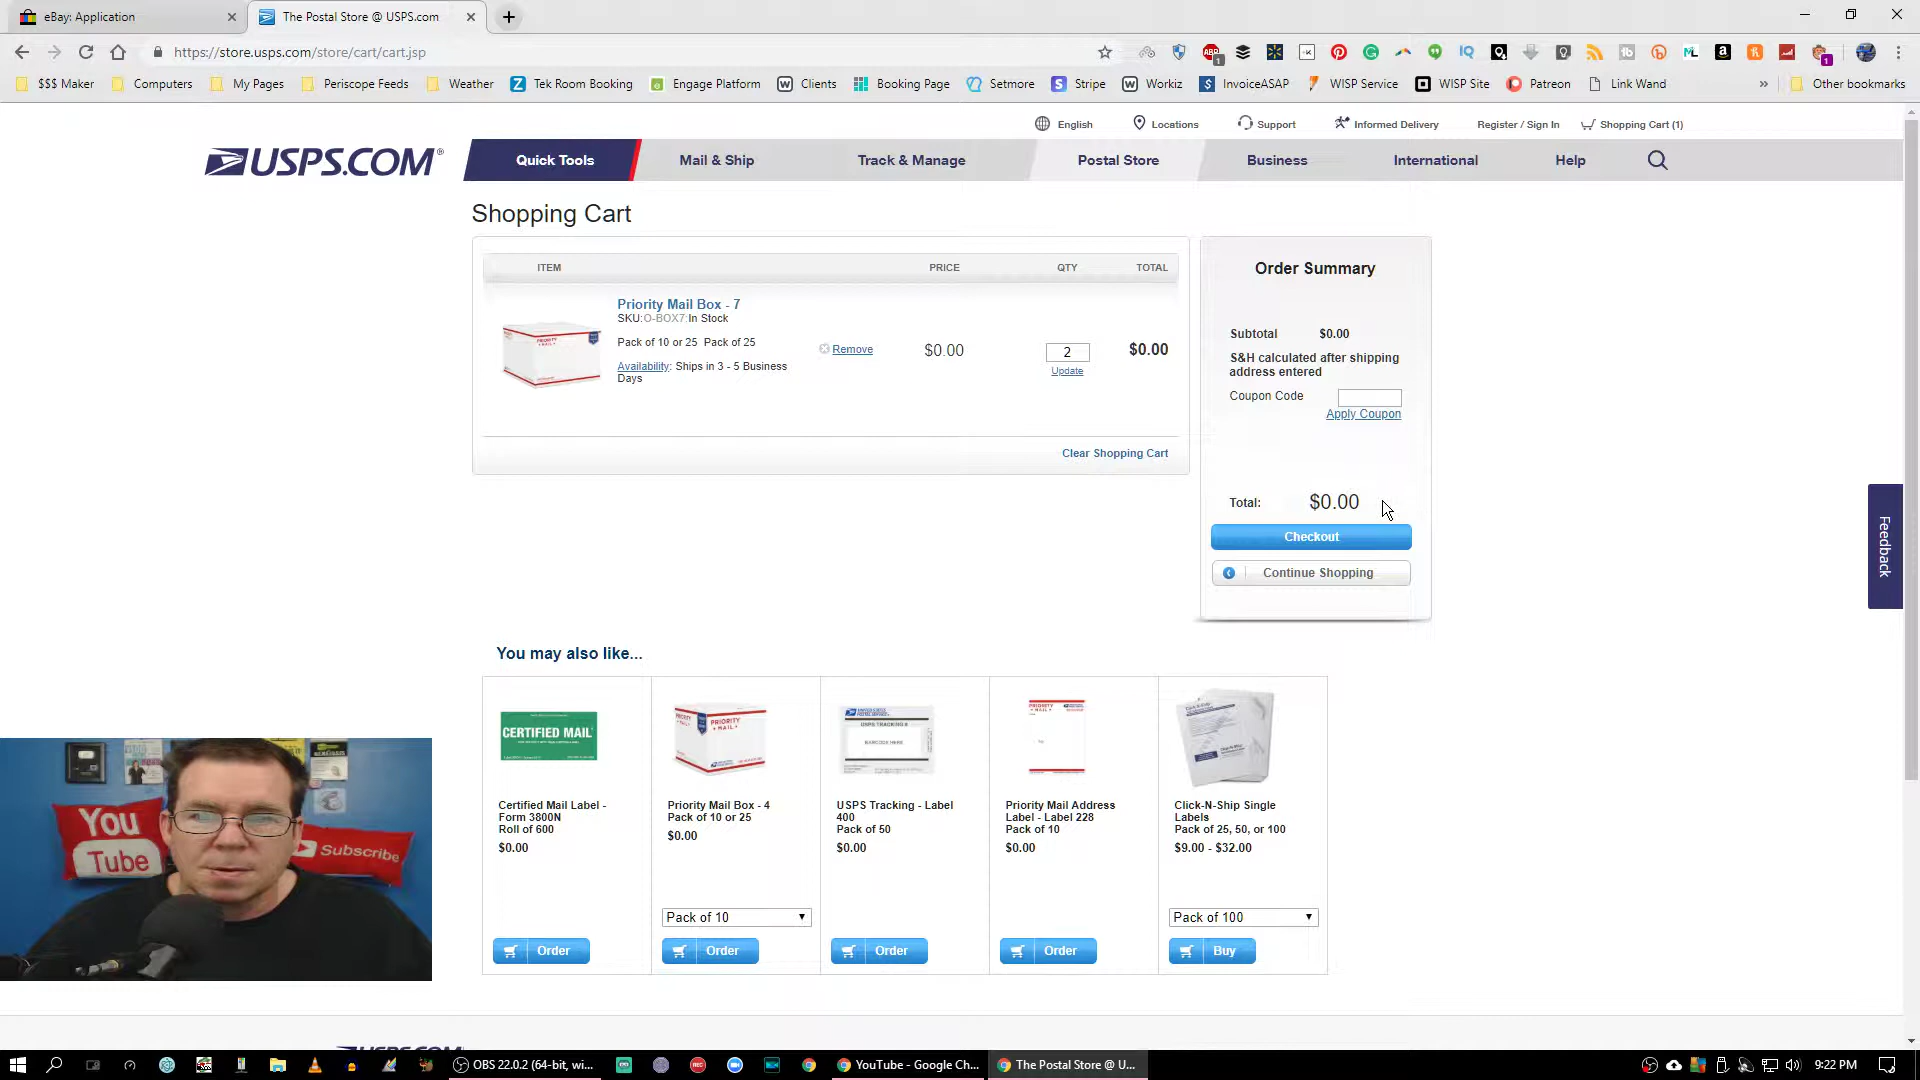 eBay: Application
The Postal Store @ USPS.com
https://store.usps.com/store/cart/cart.jsp
$$$ Maker
Computers
My Pages
Periscope Feeds
Weather
Tek Room Booking
Engage Platform
Clients
Booking Page
Setmore
Stripe
Workiz
InvoiceASAP
WISP Service
WISP Site
Patreon
Link Wand
»
Other bookmarks
English
Locations
Support
Informed Delivery
Register / Sign In
Shopping Cart (1)
USPS.COM®
Quick Tools
Mail & Ship
Track & Manage
Postal Store
Business
International
Help
Shopping Cart
ITEM PRICE QTY TOTAL
Priority Mail Box - 7
SKU:O-BOX7:In Stock
Pack of 10 or 25 Pack of 25
Availability: Ships in 3 - 5 Business
Days
Remove
$0.00
2
Update
$0.00
Clear Shopping Cart
Order Summary
Subtotal $0.00
S&H calculated after shipping
address entered
Coupon Code
Apply Coupon
Total: $0.00
Checkout
Continue Shopping
Feedback
You may also like...
CERTIFIED MAIL
Certified Mail Label -
Form 3800N
Roll of 600
$0.00
Order
PRIORITY
MAIL
Priority Mail Box - 4
Pack of 10 or 25
$0.00
Pack of 10
Order
USPS TRACKING #
BARCODE HERE
USPS Tracking - Label
400
Pack of 50
$0.00
Order
PRIORITY
MAIL
Priority Mail Address
Label - Label 228
Pack of 10
$0.00
Order
Click-N-Ship Single
Labels
Pack of 25, 50, or 100
$9.00 - $32.00
Pack of 100
Buy
You
Tube
Subscribe
OBS 22.0.2 (64-bit, wi...
YouTube - Google Ch...
The Postal Store @ U...
9:22 PM